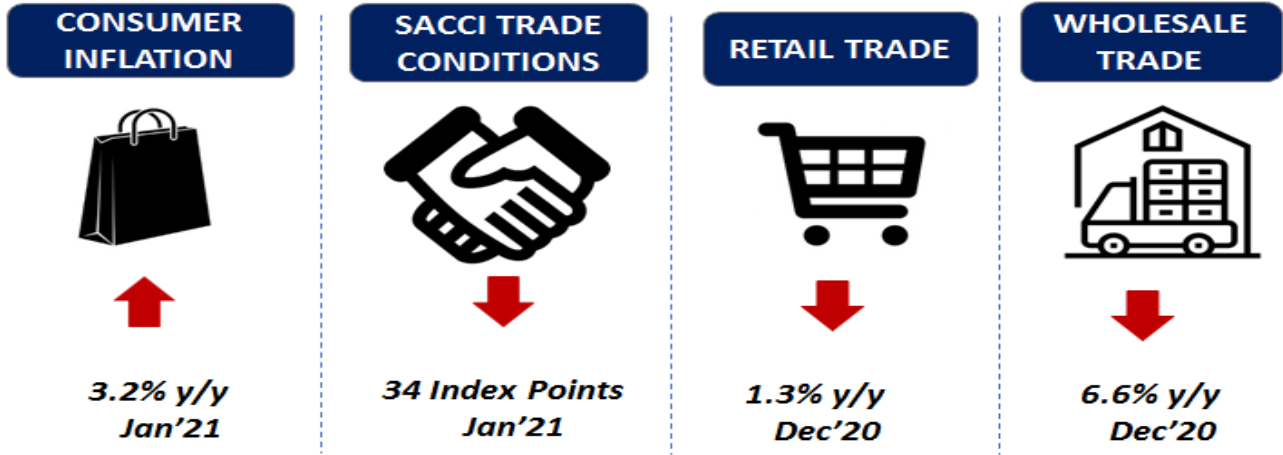 CONSUMER
INFLATION
3.2% y/y
Jan’21
SACCI TRADE
CONDITIONS
34 Index Points
Jan’21
RETAIL TRADE
1.3% y/y
Dec’20
WHOLESALE
TRADE
6.6% y/y
Dec’20